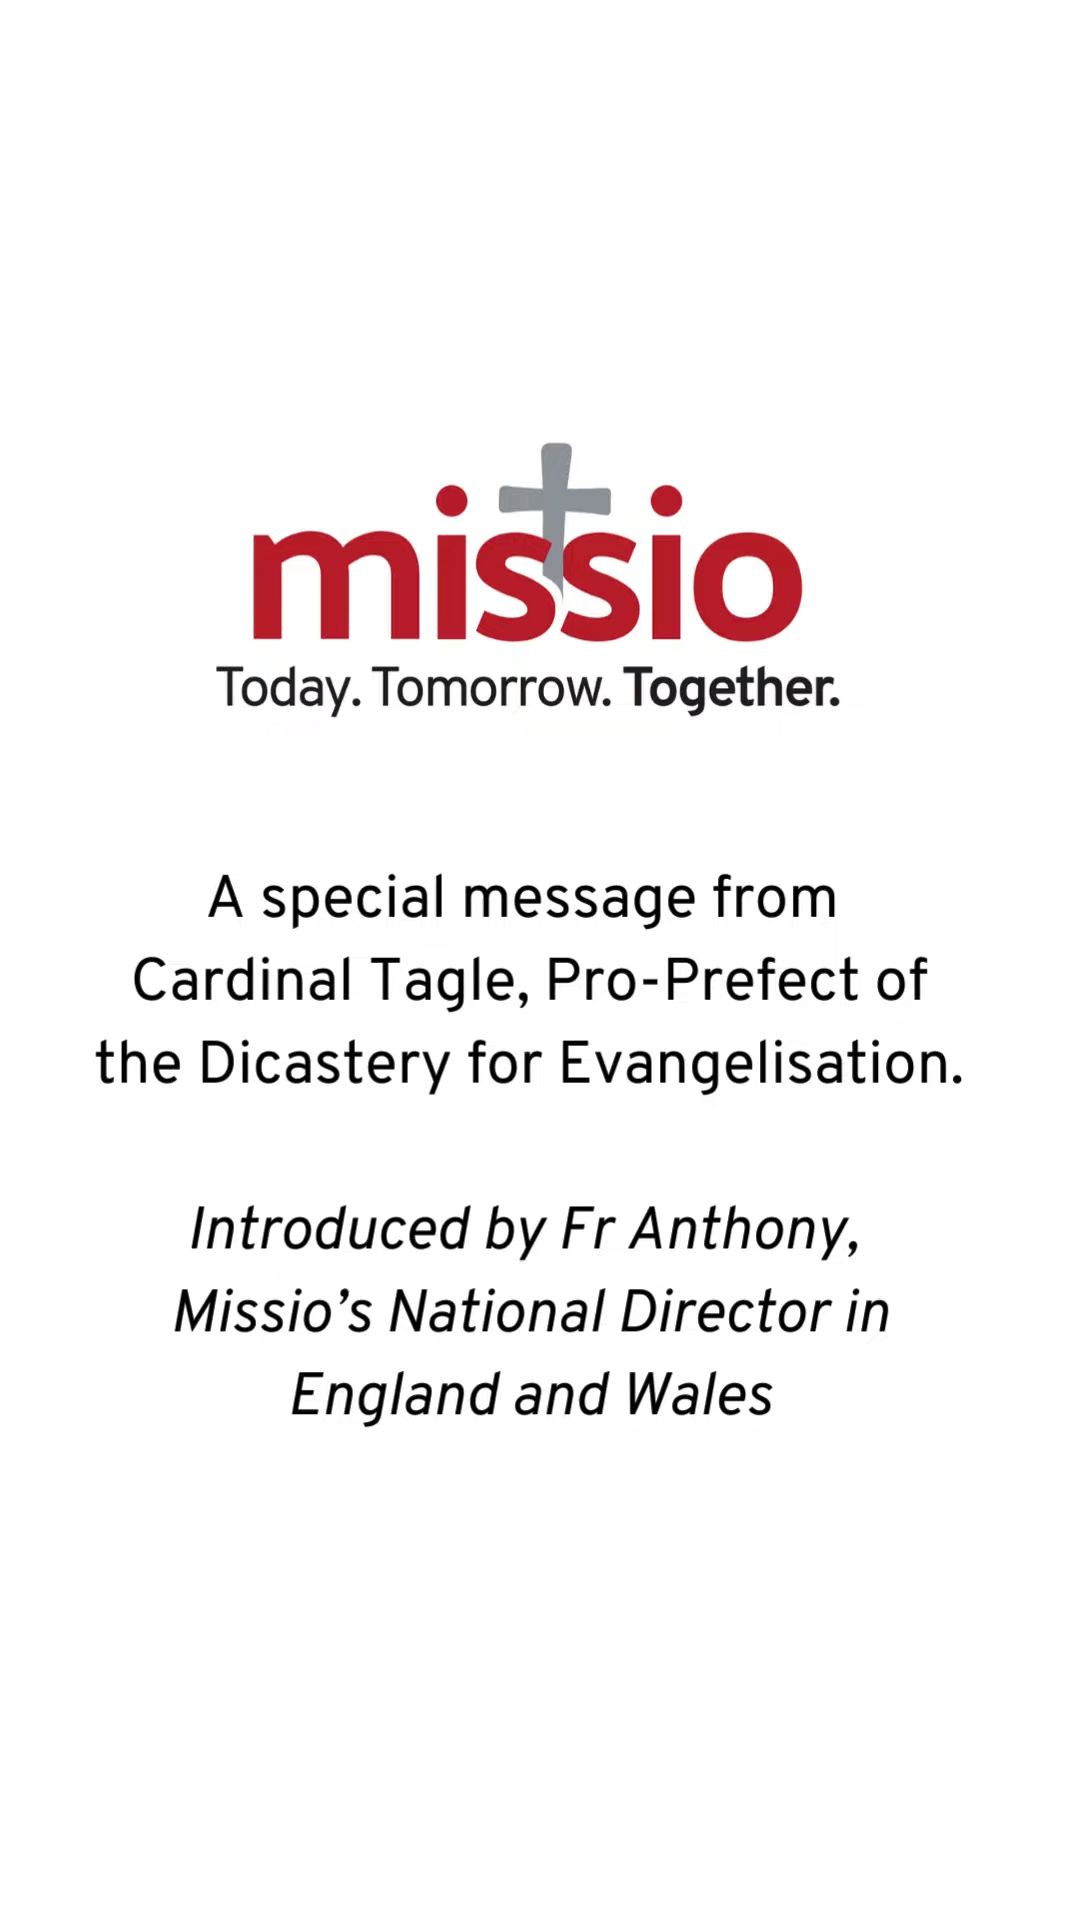 missio
Today. Tomorrow. Together.
A special message from
Cardinal Tagle, Pro-Prefect of
the Dicastery for Evangelisation.
Introduced by Fr Anthony,
Missio’s National Director in
England and Wales